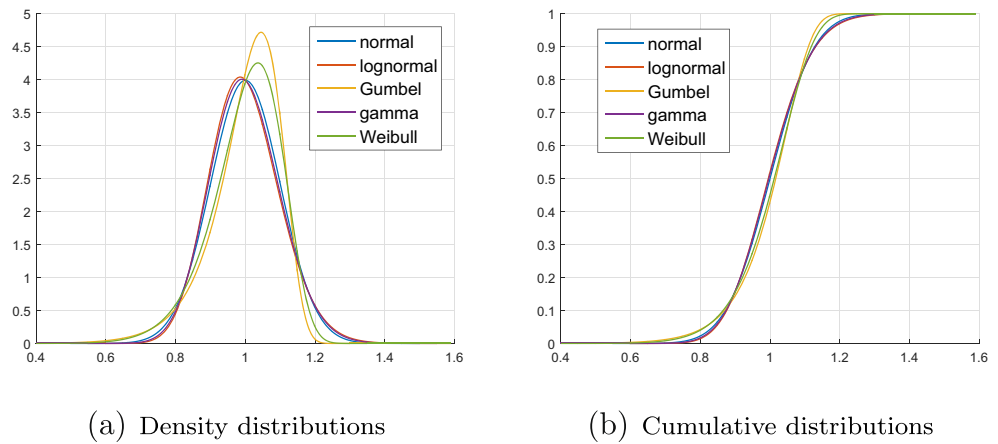 5
4.5
4
3.5
3
2.5
2
1.5
1
0.5
0
0.4 0.6 0.8 1 1.2 1.4 1.6
normal
lognormal
Gumbel
gamma
Weibull
(a) Density distributions
1
0.9
0.8
0.7
0.6
0.5
0.4
0.3
0.2
0.1
0
0.4 0.6 0.8 1 1.2 1.4 1.6
normal
lognormal
Gumbel
gamma
Weibull
(b) Cumulative distributions